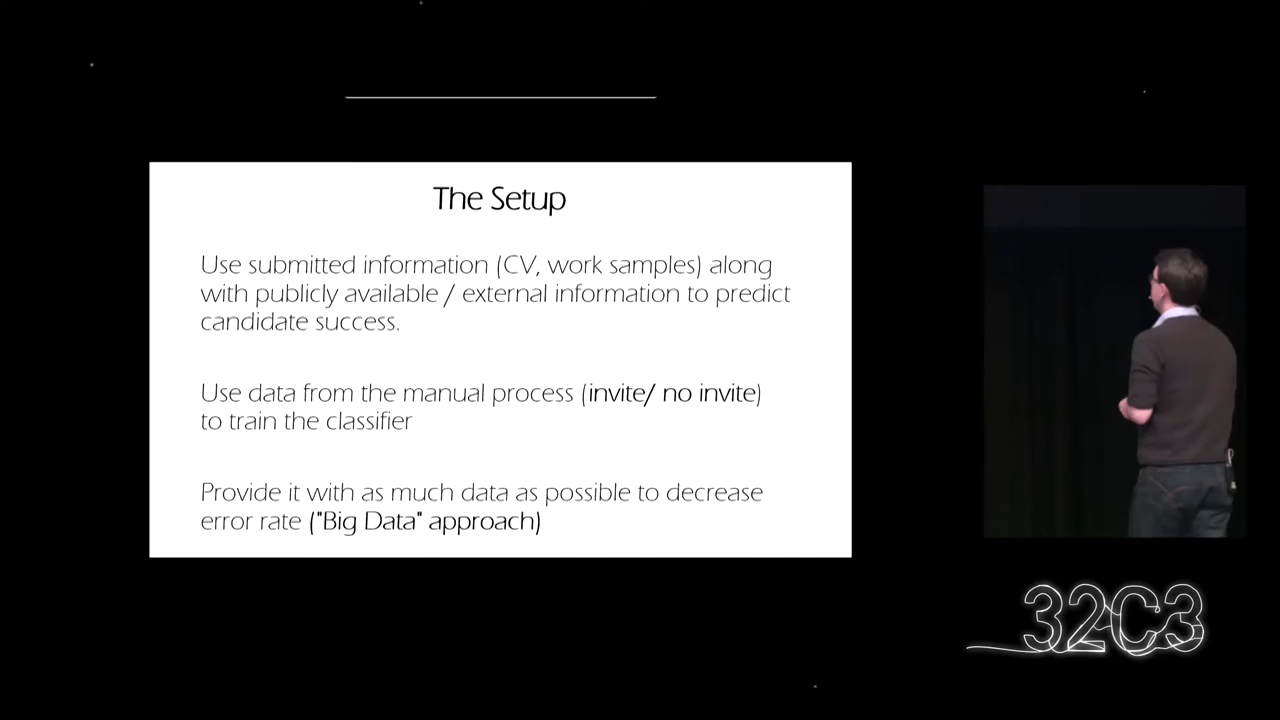 The Setup
Use submitted information (CV, work samples) along
with publicly available / external information to predict
candidate success.
Use data from the manual process (invite/ no invite)
to train the classifier
Provide it with as much data as possible to decrease
error rate ("Big Data" approach)
32C3